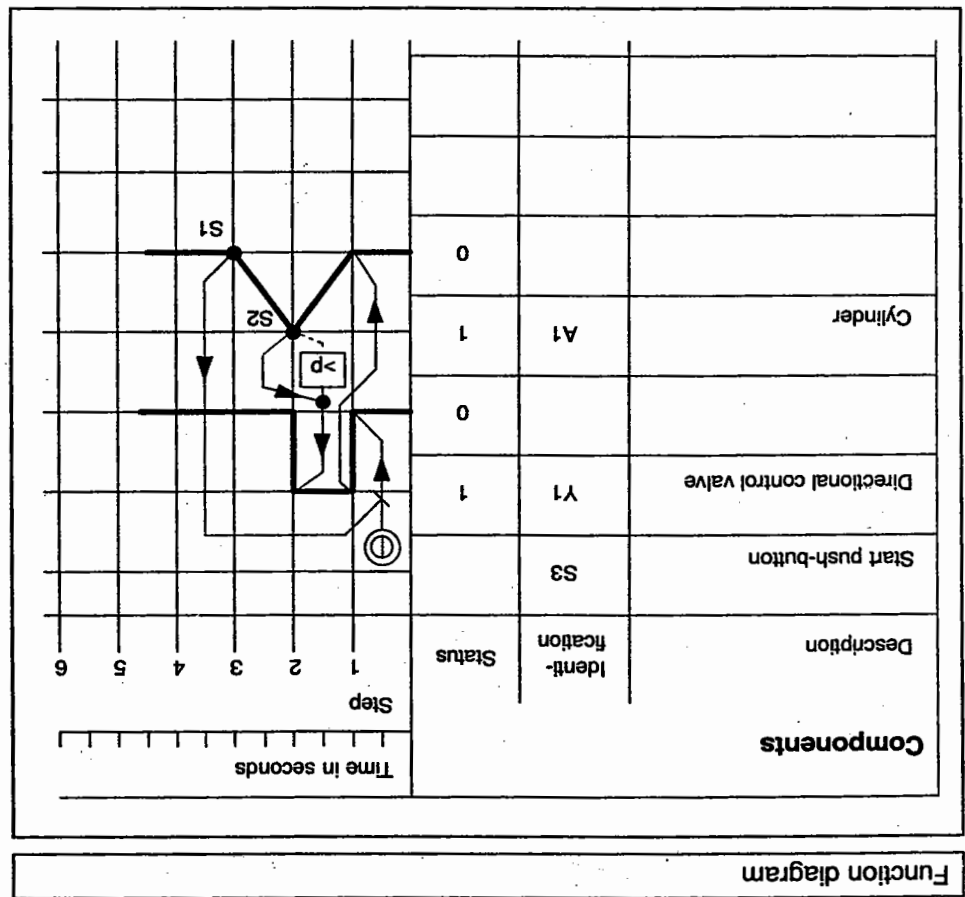 Function diagram
Components
Time in seconds
Step
Description
Identi-
fication
Status
1 2 3 4 5 6
Start push-button S3
Directional control valve Y1 1
0
>p
Cylinder A1 1
S2
0
S1